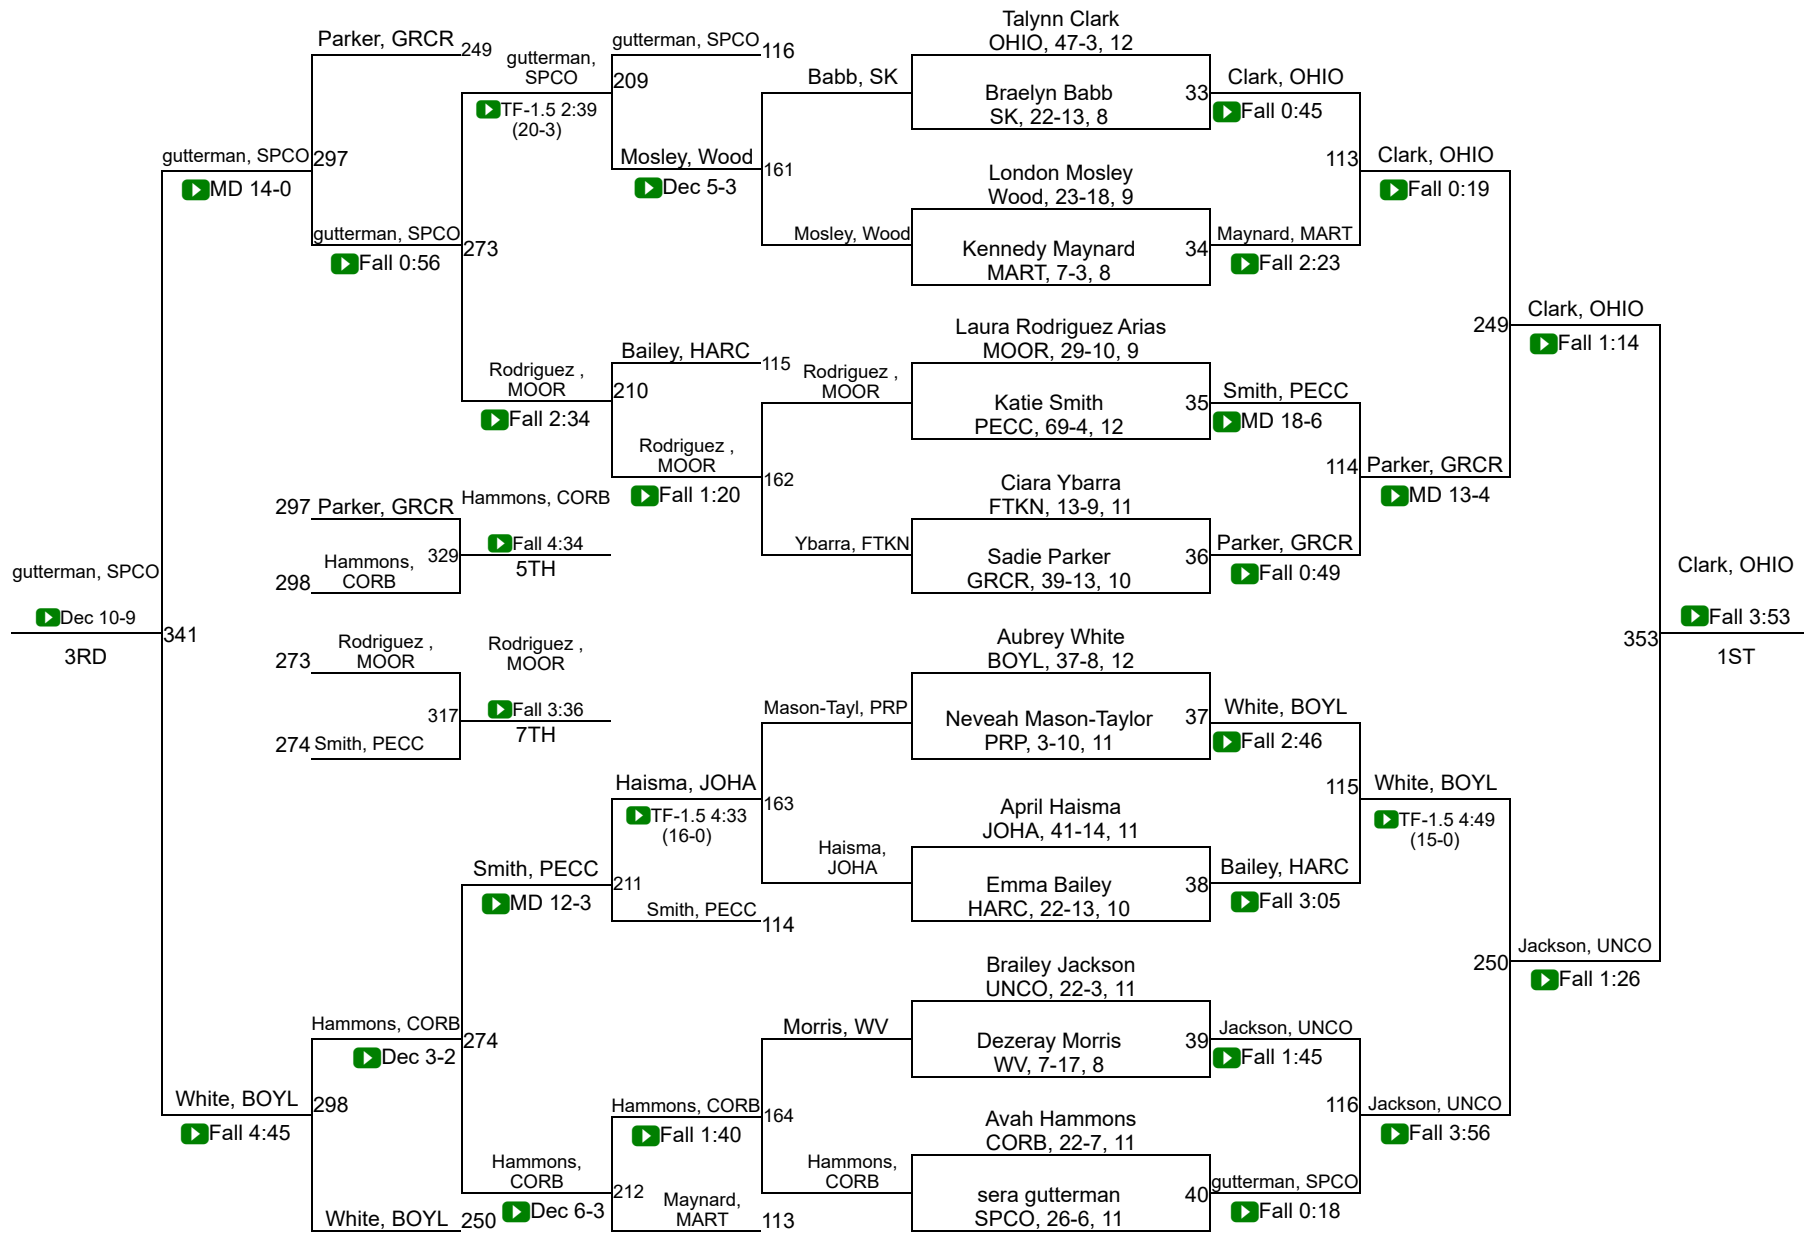 Talynn Clark
OHIO, 47-3, 12
Braelyn Babb
SK, 22-13, 8
33
London Mosley
Wood, 23-18, 9
Kennedy Maynard
MART, 7-3, 8
34
Laura Rodriguez Arias
MOOR, 29-10, 9
Katie Smith
PECC, 69-4, 12
35
Ciara Ybarra
FTKN, 13-9, 11
Sadie Parker
GRCR, 39-13, 10
36
Aubrey White
BOYL, 37-8, 12
Neveah Mason-Taylor
PRP, 3-10, 11
37
April Haisma
JOHA, 41-14, 11
Emma Bailey
HARC, 22-13, 10
38
Brailey Jackson
UNCO, 22-3, 11
Dezeray Morris
WV, 7-17, 8
39
Avah Hammons
CORB, 22-7, 11
sera gutterman
SPCO, 26-6, 11
40
Clark, OHIO
Fall 0:45
113
Maynard, MART
Fall 2:23
Smith, PECC
MD 18-6
114
Parker, GRCR
Fall 0:49
White, BOYL
Fall 2:46
115
Bailey, HARC
Fall 3:05
Jackson, UNCO
Fall 1:45
116
gutterman, SPCO
Fall 0:18
Clark, OHIO
Fall 0:19
249
Parker, GRCR
MD 13-4
White, BOYL
TF-1.5 4:49
(15-0)
250
Jackson, UNCO
Fall 3:56
Clark, OHIO
Fall 1:14
353
Jackson, UNCO
Fall 1:26
Clark, OHIO
Fall 3:53
1ST
Babb, SK
161
Mosley, Wood
Rodriguez ,
MOOR
162
Ybarra, FTKN
Mason-Tayl, PRP
163
Haisma,
JOHA
Morris, WV
164
Hammons,
CORB
gutterman, SPCO
116
209
Mosley, Wood
Dec 5-3
Bailey, HARC
115
210
Rodriguez ,
MOOR
Fall 1:20
Haisma, JOHA
TF-1.5 4:33
(16-0)
211
Smith, PECC
114
Hammons, CORB
Fall 1:40
212
Maynard,
MART
113
gutterman,
SPCO
TF-1.5 2:39
(20-3)
273
Rodriguez ,
MOOR
Fall 2:34
Smith, PECC
MD 12-3
274
Hammons,
CORB
Dec 6-3
Parker, GRCR
249
297
gutterman, SPCO
Fall 0:56
Hammons, CORB
Dec 3-2
298
White, BOYL
250
gutterman, SPCO
MD 14-0
341
White, BOYL
Fall 4:45
gutterman, SPCO
Dec 10-9
3RD
297
Parker, GRCR
329
298
Hammons,
CORB
Hammons, CORB
Fall 4:34
5TH
273
Rodriguez ,
MOOR
317
274
Smith, PECC
Rodriguez ,
MOOR
Fall 3:36
7TH